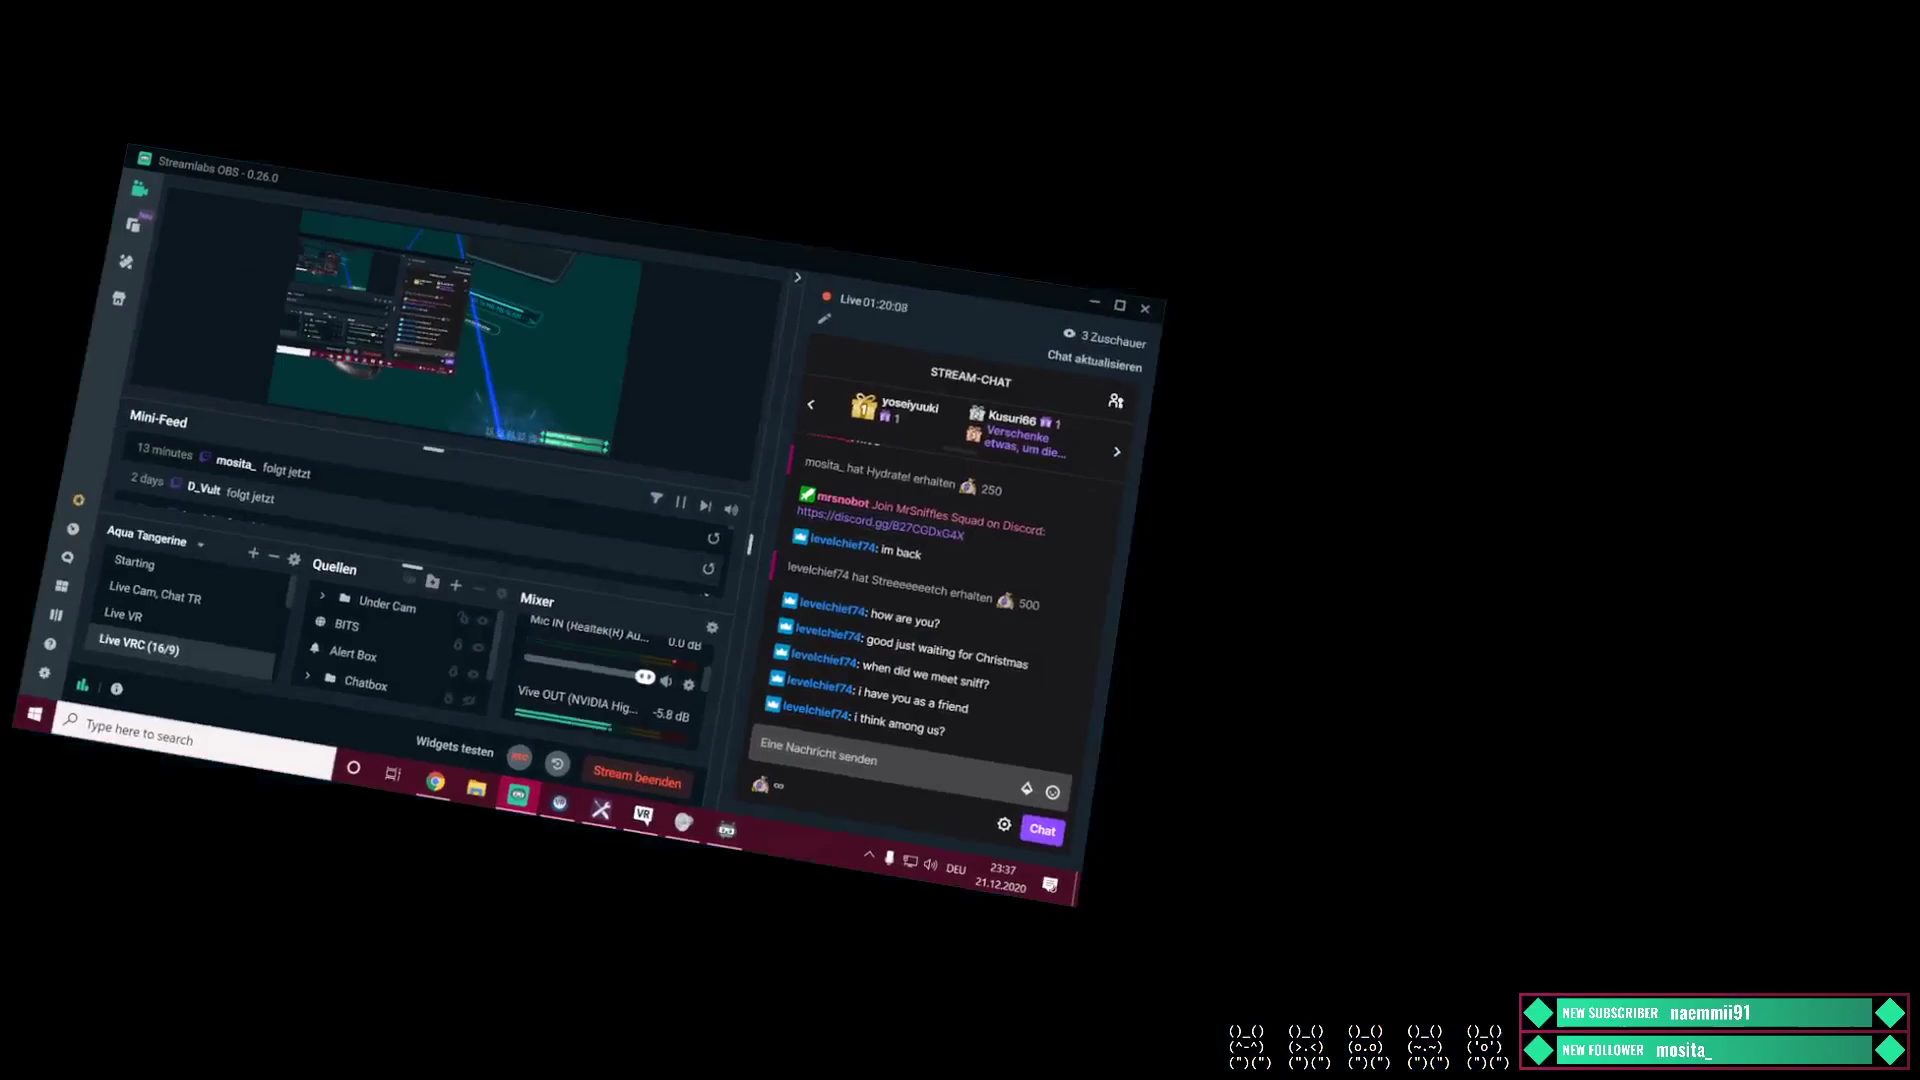 Streamlabs OBS - 0.26.0
Live 01:20:08
3 Zuschauer
Chat aktualisieren
STREAM-CHAT
yoseiyuuki
1
Kusuri66 1
Verschenke
etwas, um die...
Mini-Feed
13 minutes mosita_ folgt jetzt
2 days D_Vult folgt jetzt
mosita_ hat Hydrate! erhalten 250
mrsnobot Join MrSniffles Squad on Discord:
https://discord.gg/B27CGDxG4X
levelchief74: im back
levelchief74 hat Streeeeeeetch erhalten 500
levelchief74: how are you?
levelchief74: good just waiting for Christmas
levelchief74: when did we meet sniff?
levelchief74: i have you as a friend
levelchief74: i think among us?
Eine Nachricht senden
Chat
Aqua Tangerine
Starting
Live Cam, Chat TR
Live VR
Live VRC (16/9)
Quellen
Under Cam
BITS
Alert Box
Chatbox
Mixer
Mic IN (Realtek(R) Au... 0.0 dB
Vive OUT (NVIDIA Hig... -5.8 dB
Widgets testen
REC
Stream beenden
Type here to search
VR
DEU
23:37
21.12.2020
()_() ()_() ()_() ()_() ()_()
(^-^) (>.<) (o.o) (~.~) ('o')
(")(") (")(") (")(") (")(") (")(")
NEW SUBSCRIBER naemmii91
NEW FOLLOWER mosita_